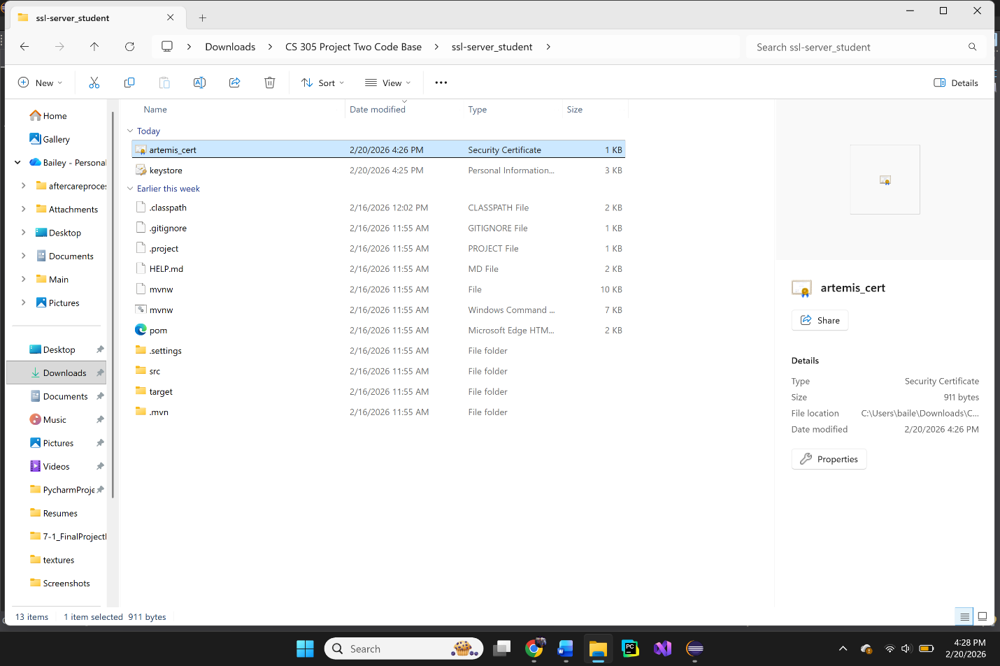 ssl-server_student
Downloads
CS 305 Project Two Code Base
ssl-server_student
Search ssl-server_student
New
Sort
View
Details
Name
Date modified
Type
Size
Today
artemis_cert 2/20/2026 4:26 PM Security Certificate 1 KB
keystore 2/20/2026 4:25 PM Personal Information... 3 KB
Earlier this week
.classpath 2/16/2026 12:02 PM CLASSPATH File 2 KB
.gitignore 2/16/2026 11:55 AM GITIGNORE File 1 KB
.project 2/16/2026 11:55 AM PROJECT File 1 KB
HELP.md 2/16/2026 11:55 AM MD File 2 KB
mvnw 2/16/2026 11:55 AM File 10 KB
mvnw 2/16/2026 11:55 AM Windows Command ... 7 KB
pom 2/16/2026 11:55 AM Microsoft Edge HTM... 2 KB
.settings 2/16/2026 11:55 AM File folder
src 2/16/2026 11:55 AM File folder
target 2/16/2026 11:55 AM File folder
.mvn 2/16/2026 11:55 AM File folder
Home
Gallery
Bailey - Personal
aftercareproces
Attachments
Desktop
Documents
Main
Pictures
Desktop
Downloads
Documents
Music
Pictures
Videos
PycharmProje
Resumes
7-1_FinalProjectI
textures
Screenshots
artemis_cert
Share
Details
Type Security Certificate
Size 911 bytes
File location C:\Users\baile\Downloads\C...
Date modified 2/20/2026 4:26 PM
Properties
13 items
1 item selected 911 bytes
Search
PC
4:28 PM
2/20/2026